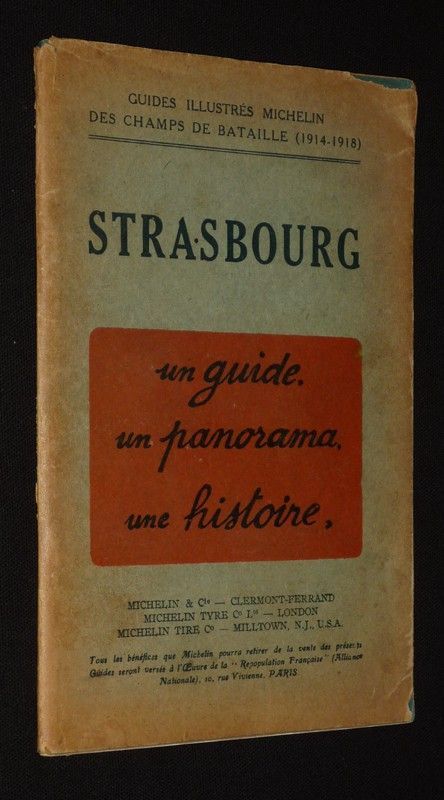 GUIDES ILLUSTRÉS MICHELIN
DES CHAMPS DE BATAILLE (1914-1918)
STRASBOURG
un guide.
un panorama,
une histoire.
MICHELIN & Cie — CLERMONT-FERRAND
MICHELIN TYRE Co Ltd — LONDON
MICHELIN TIRE Co — MILLTOWN, N.J., U.S.A.
Tous les bénéfices que Michelin pourra retirer de la vente des présents
Guides seront versés à l'Œuvre de la "Repopulation Française" (Alliance
Nationale), 10, rue Vivienne, PARIS